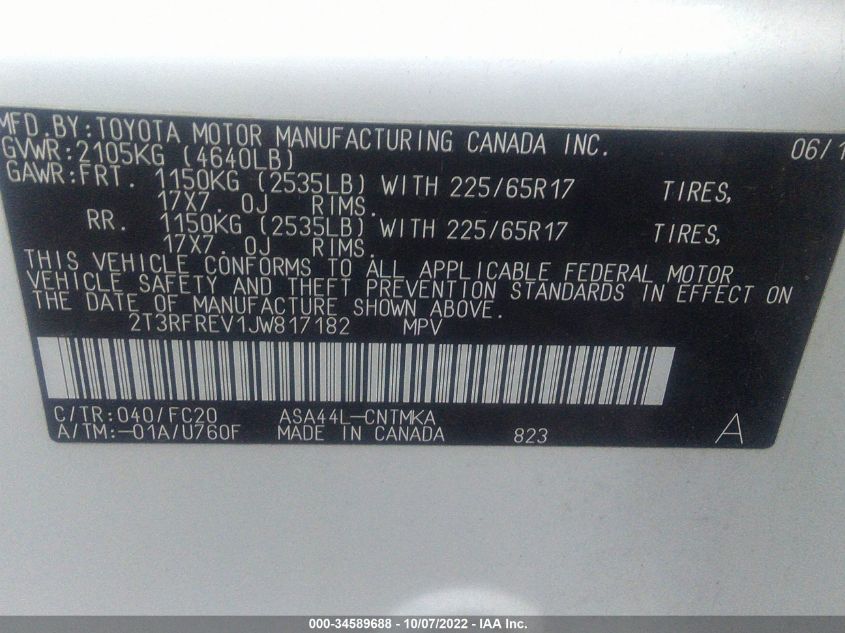 MFD.BY:TOYOTA MOTOR MANUFACTURING CANADA INC. 06/1
GVWR:2105KG (4640LB)
GAWR:FRT. 1150KG (2535LB) WITH 225/65R17 TIRES,
17X7. 0J RIMS.
RR. 1150KG (2535LB) WITH 225/65R17 TIRES,
17X7. 0J RIMS.
THIS VEHICLE CONFORMS TO ALL APPLICABLE FEDERAL MOTOR
VEHICLE SAFETY AND THEFT PREVENTION STANDARDS IN EFFECT ON
THE DATE OF MANUFACTURE SHOWN ABOVE.
2T3RFREV1JW817182 MPV
C/TR:040/FC20 ASA44L-CNTMKA
A/TM:-01A/U760F MADE IN CANADA 823 A
000-34589688 - 10/07/2022 - IAA Inc.